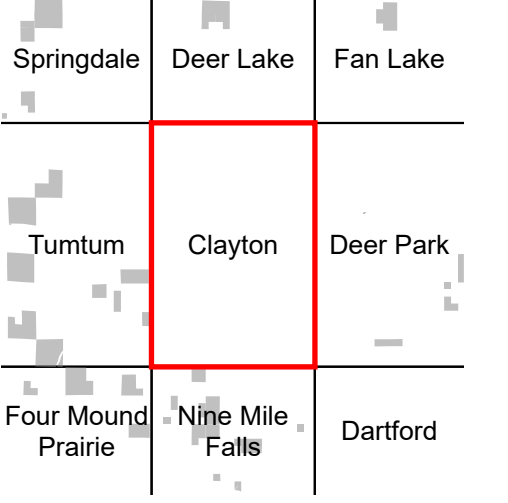 Springdale
Deer Lake
Fan Lake
Tumtum
Clayton
Deer Park
Four Mound
Prairie
Nine Mile
Falls
Dartford